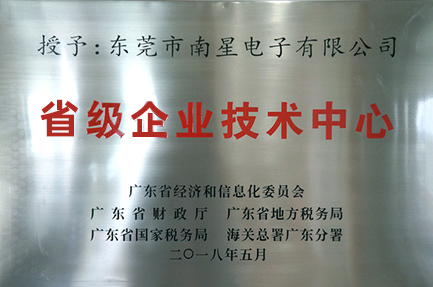 授予:东莞市南星电子有限公司
省级企业技术中心
广东省经济和信息化委员会
广东省财政厅 广东省地方税务局
广东省国家税务局 海关总署广东分署
二〇一八年五月